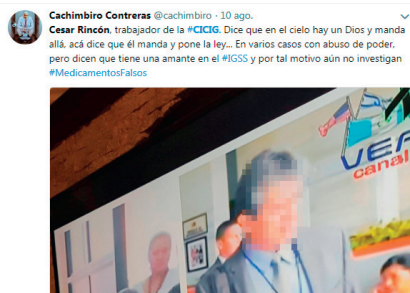 Cachimbiro Contreras @cachimbiro · 10 ago.
Cesar Rincón, trabajador de la #CICIG. Dice que en el cielo hay un Dios y manda
allá, acá dice que él manda y pone la ley... En varios casos con abuso de poder,
pero dicen que tiene una amante en el #IGSS y por tal motivo aún no investigan
#MedicamentosFalsos
canal